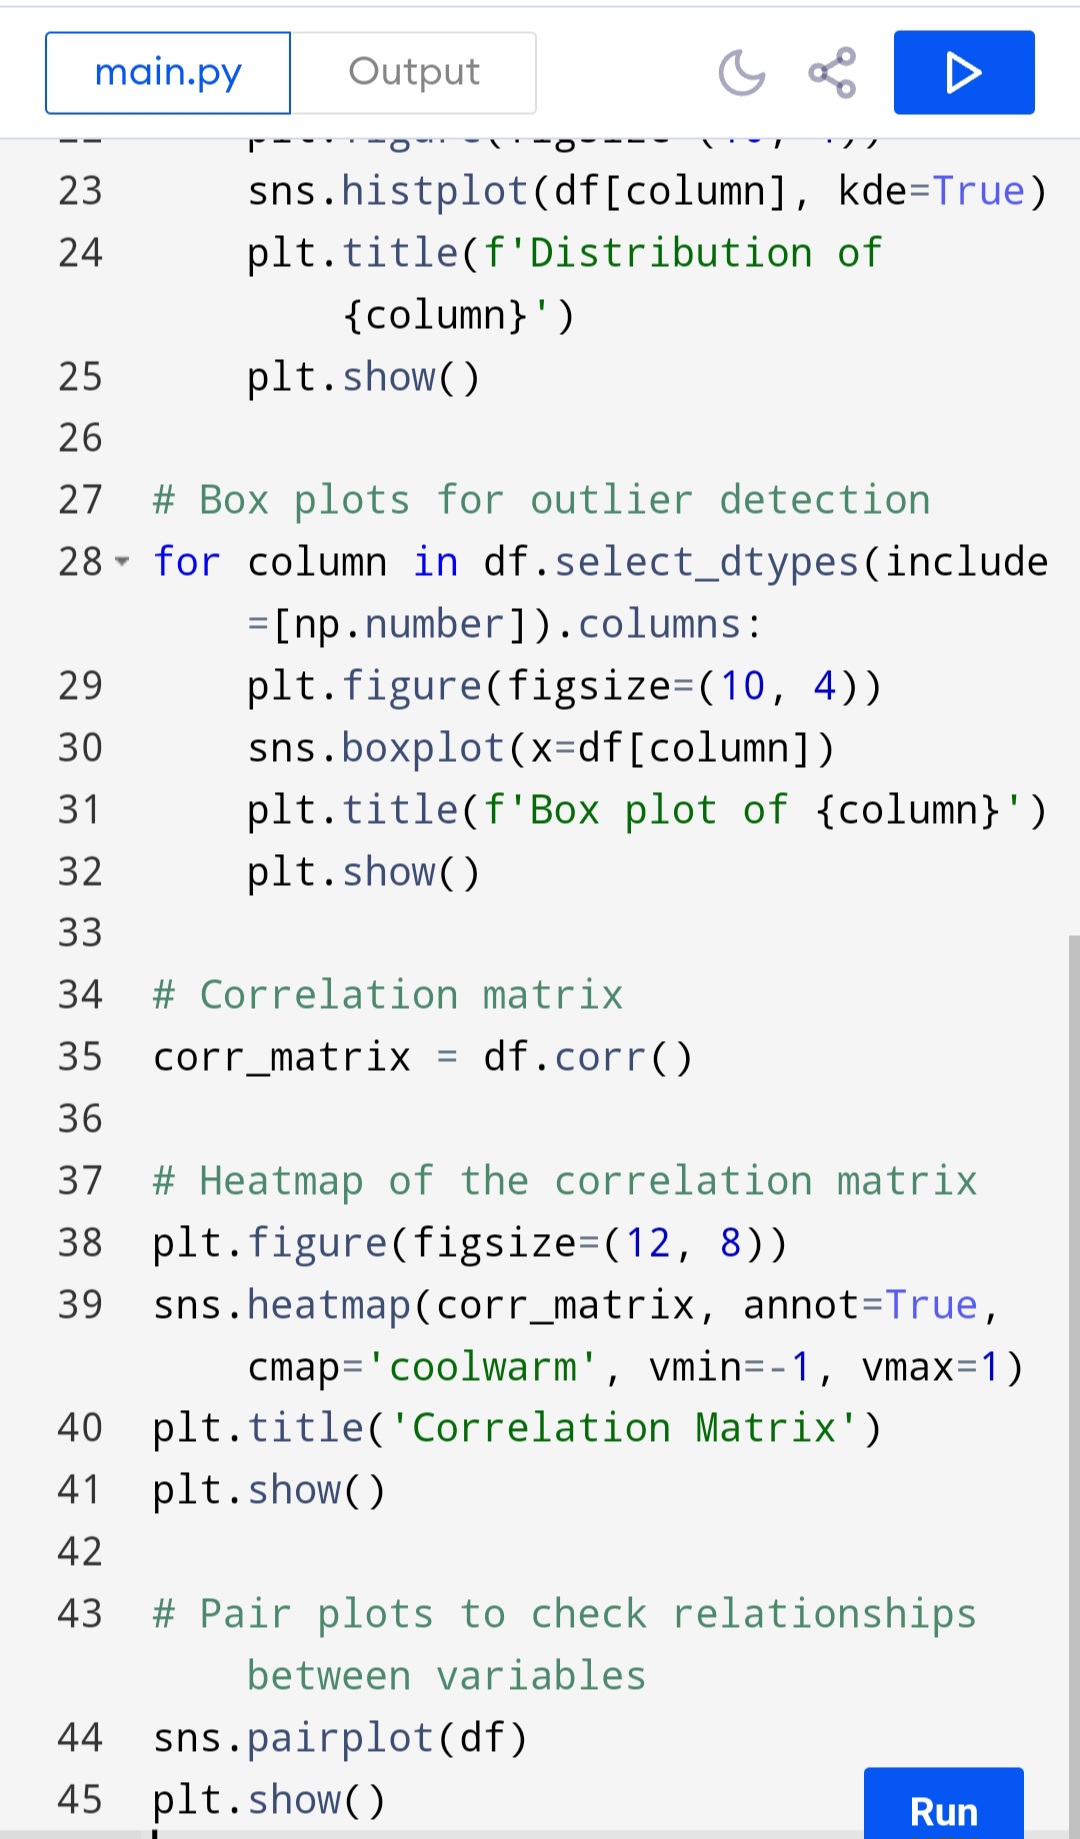 main.py Output
23 sns.histplot(df[column], kde=True)
24 plt.title(f'Distribution of
{column}')
25 plt.show()
26
27 # Box plots for outlier detection
28 for column in df.select_dtypes(include
=[np.number]).columns:
29 plt.figure(figsize=(10, 4))
30 sns.boxplot(x=df[column])
31 plt.title(f'Box plot of {column}')
32 plt.show()
33
34 # Correlation matrix
35 corr_matrix = df.corr()
36
37 # Heatmap of the correlation matrix
38 plt.figure(figsize=(12, 8))
39 sns.heatmap(corr_matrix, annot=True,
cmap='coolwarm', vmin=-1, vmax=1)
40 plt.title('Correlation Matrix')
41 plt.show()
42
43 # Pair plots to check relationships
between variables
44 sns.pairplot(df)
45 plt.show()
Run